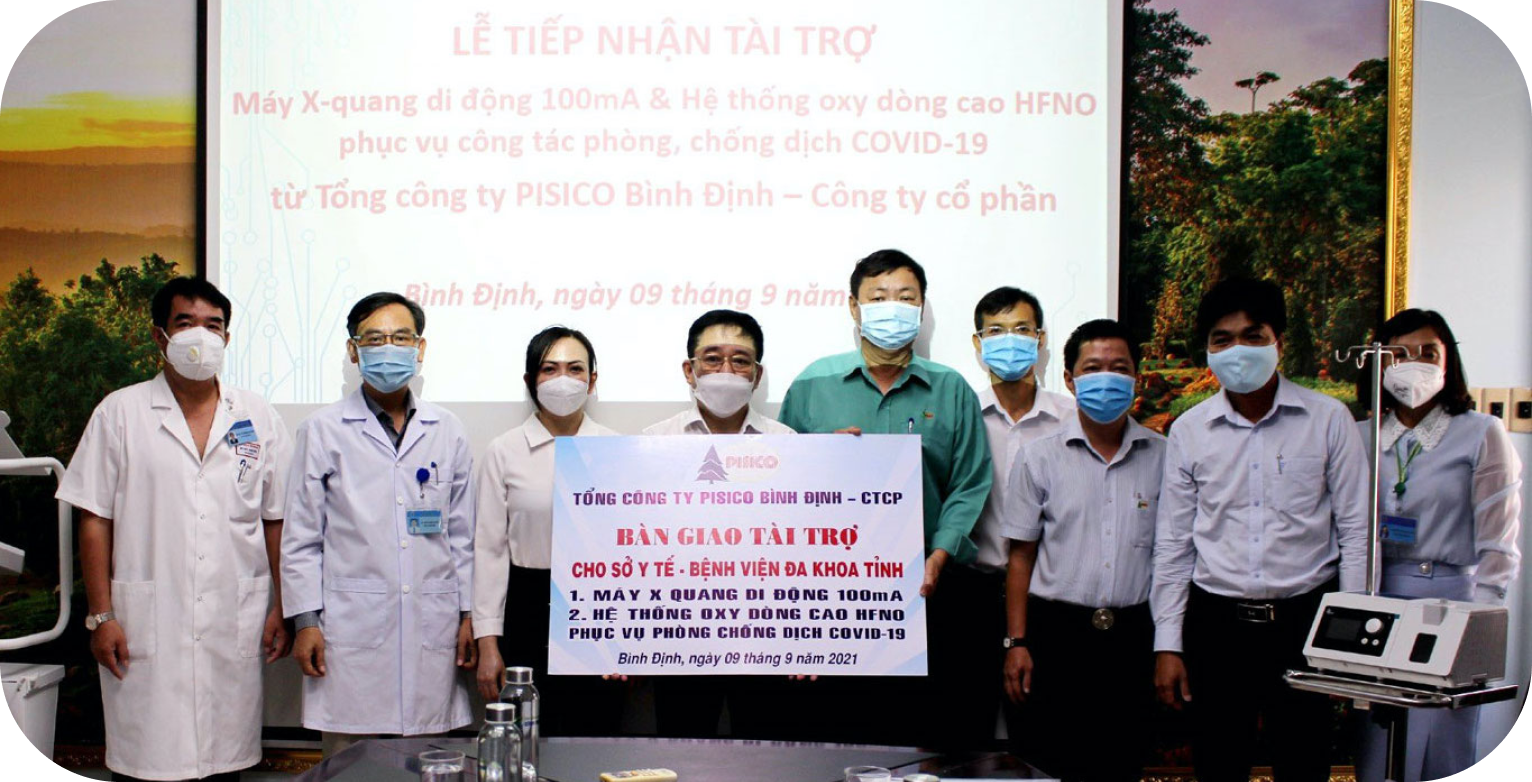 LỄ TIẾP NHẬN TÀI TRỢ
Máy X-quang di động 100mA & Hệ thống oxy dòng cao HFNO
phục vụ công tác phòng, chống dịch COVID-19
từ Tổng công ty PISICO Bình Định – Công ty cổ phần
Bình Định, ngày 09 tháng 9 năm
PISICO
TỔNG CÔNG TY PISICO BÌNH ĐỊNH – CTCP
BÀN GIAO TÀI TRỢ
CHO SỞ Y TẾ - BỆNH VIỆN ĐA KHOA TỈNH
1. MÁY X QUANG DI ĐỘNG 100mA
2. HỆ THỐNG OXY DÒNG CAO HFNO
PHỤC VỤ PHÒNG CHỐNG DỊCH COVID-19
Bình Định, ngày 09 tháng 9 năm 2021